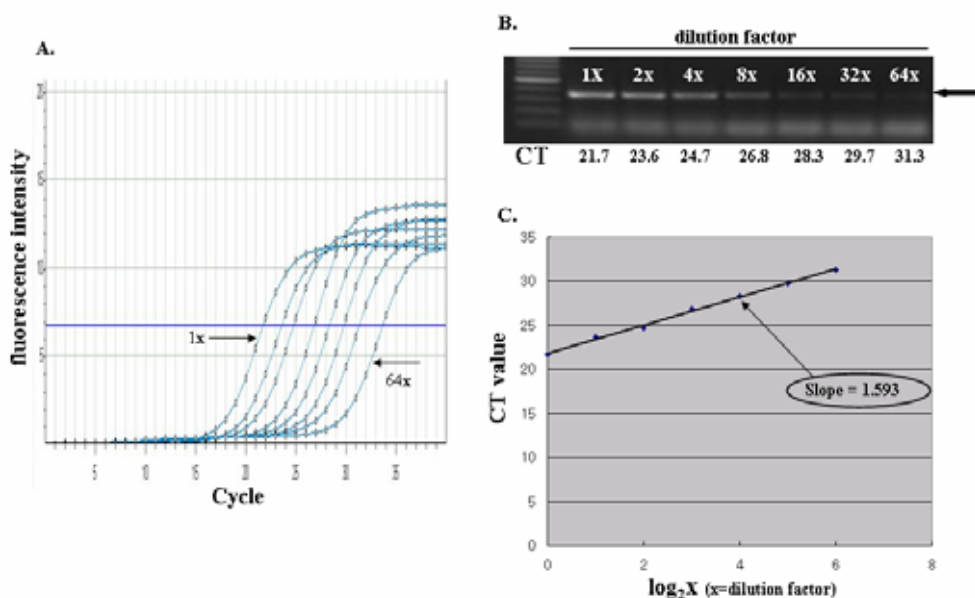 A.
fluorescence intensity
1x
64x
5
Cycle
B.
dilution factor
1X 2x 4x 8x 16x 32x 64x
CT 21.7 23.6 24.7 26.8 28.3 29.7 31.3
C.
35
30
25
20
15
10
5
0
CT value
Slope = 1.593
0 2 4 6 8
log₂x (x=dilution factor)